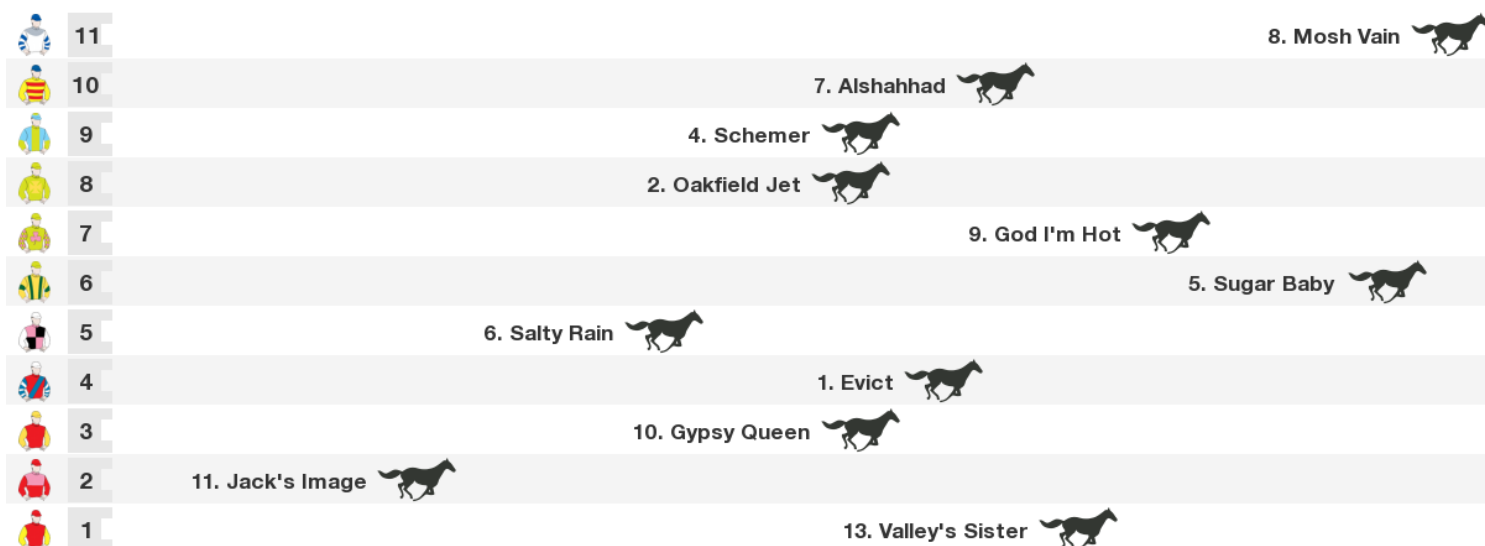 11 8. Mosh Vain
10 7. Alshahhad
9 4. Schemer
8 2. Oakfield Jet
7 9. God I'm Hot
6 5. Sugar Baby
5 6. Salty Rain
4 1. Evict
3 10. Gypsy Queen
2 11. Jack's Image
1 13. Valley's Sister